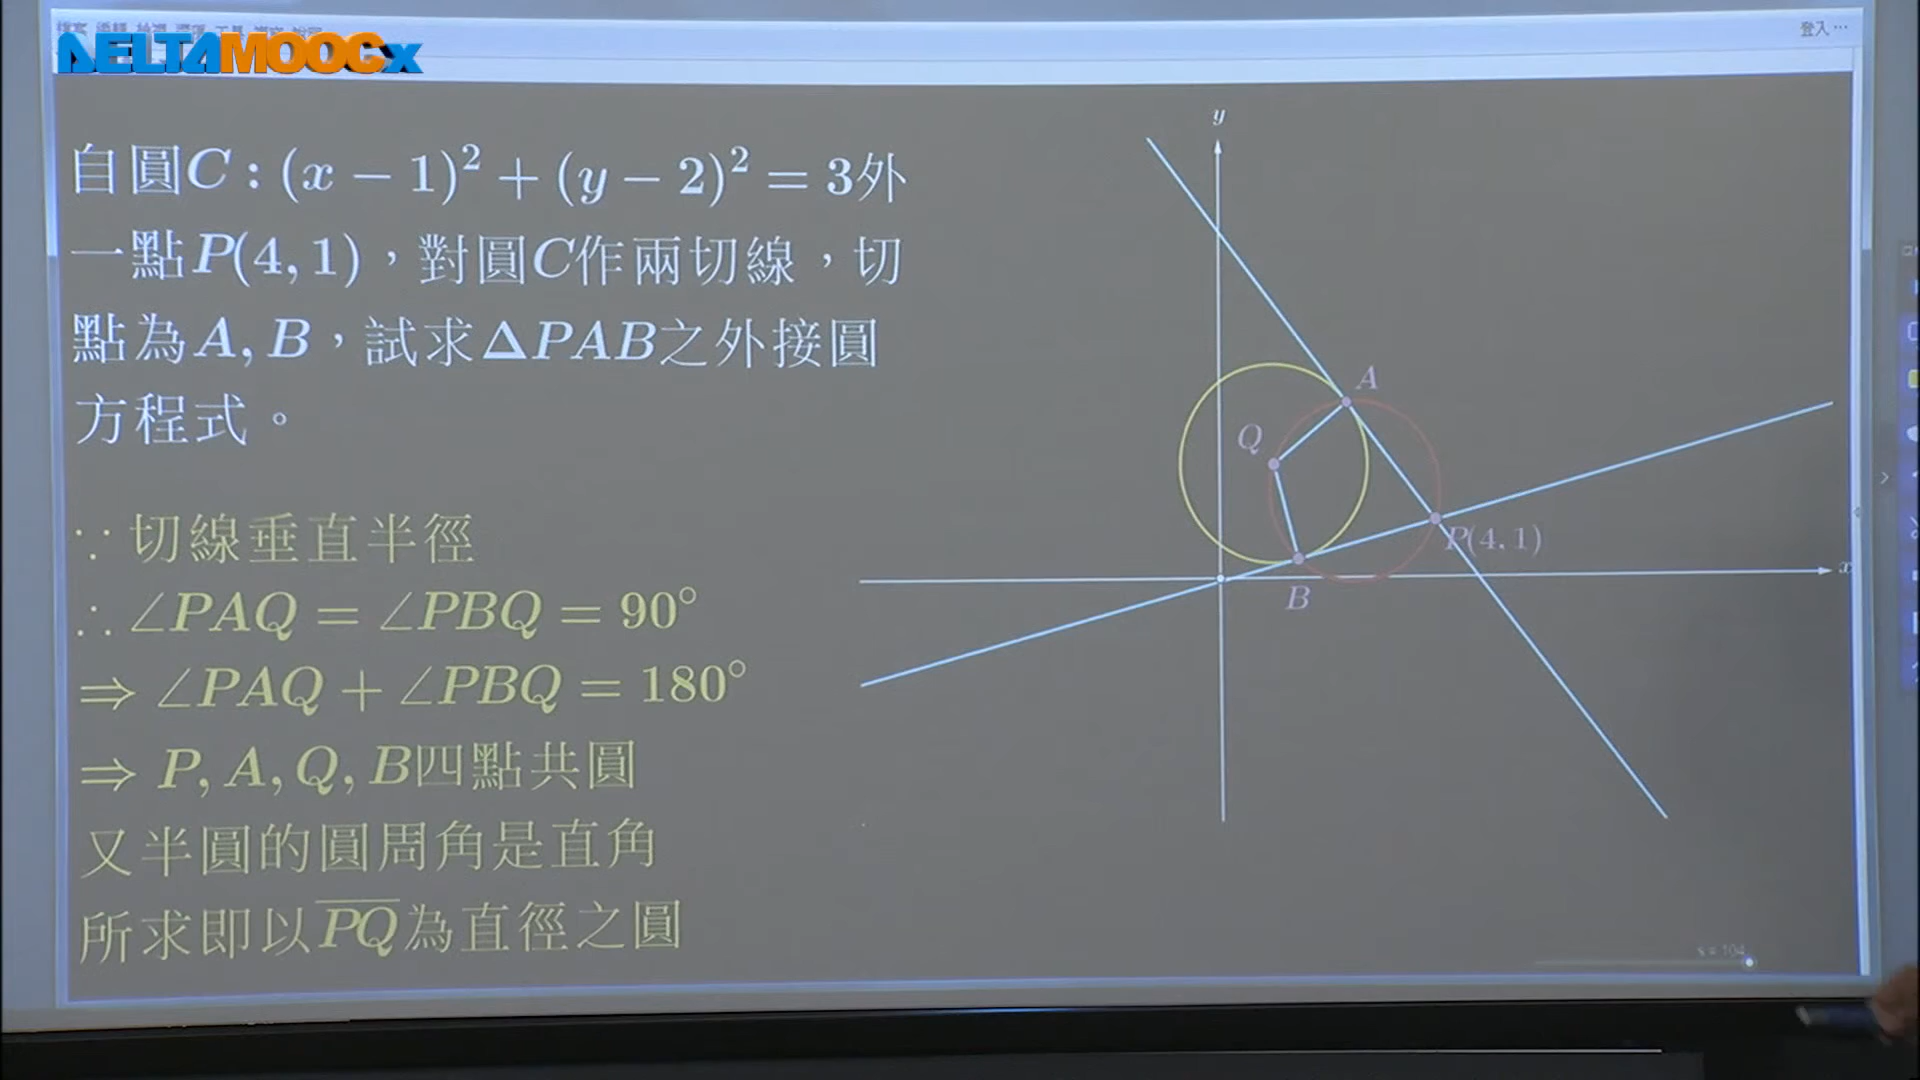 DELTAMOOCx
登入 ···
自圓C : (x − 1)² + (y − 2)² = 3外
一點P(4, 1)，對圓C作兩切線，切
點為A, B，試求ΔPAB之外接圓
方程式。
∵ 切線垂直半徑
∴ ∠PAQ = ∠PBQ = 90°
⇒ ∠PAQ + ∠PBQ = 180°
⇒ P, A, Q, B四點共圓
又半圓的圓周角是直角
所求即以\overline{PQ}為直徑之圓
y
A
Q
P(4, 1)
x
B
s = 104